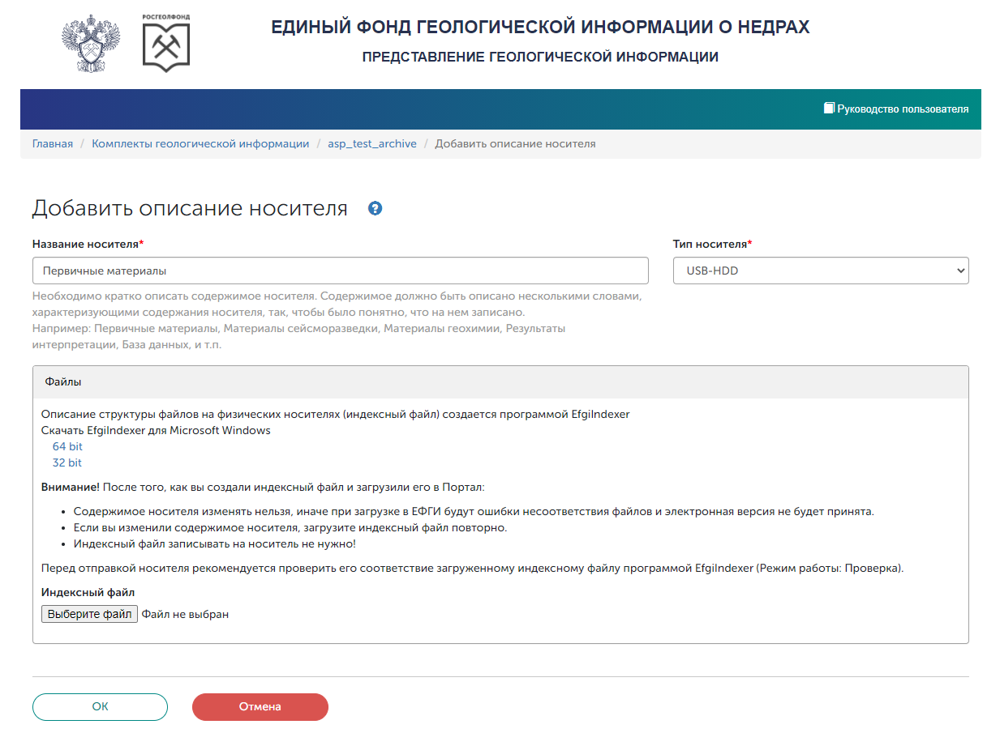 РОСГЕОЛФОНД
ЕДИНЫЙ ФОНД ГЕОЛОГИЧЕСКОЙ ИНФОРМАЦИИ О НЕДРАХ
ПРЕДСТАВЛЕНИЕ ГЕОЛОГИЧЕСКОЙ ИНФОРМАЦИИ
Руководство пользователя
Главная / Комплекты геологической информации / asp_test_archive / Добавить описание носителя
Добавить описание носителя ?
Название носителя*
Тип носителя*
Первичные материалы
USB-HDD
Необходимо кратко описать содержимое носителя. Содержимое должно быть описано несколькими словами,
характеризующими содержания носителя, так, чтобы было понятно, что на нем записано.
Например: Первичные материалы, Материалы сейсморазведки, Материалы геохимии, Результаты
интерпретации, База данных, и т.п.
Файлы
Описание структуры файлов на физических носителях (индексный файл) создается программой EfgiIndexer
Скачать EfgiIndexer для Microsoft Windows
64 bit
32 bit
Внимание! После того, как вы создали индексный файл и загрузили его в Портал:
• Содержимое носителя изменять нельзя, иначе при загрузке в ЕФГИ будут ошибки несоответствия файлов и электронная версия не будет принята.
• Если вы изменили содержимое носителя, загрузите индексный файл повторно.
• Индексный файл записывать на носитель не нужно!
Перед отправкой носителя рекомендуется проверить его соответствие загруженному индексному файлу программой EfgiIndexer (Режим работы: Проверка).
Индексный файл
Выберите файл Файл не выбран
ОК
Отмена